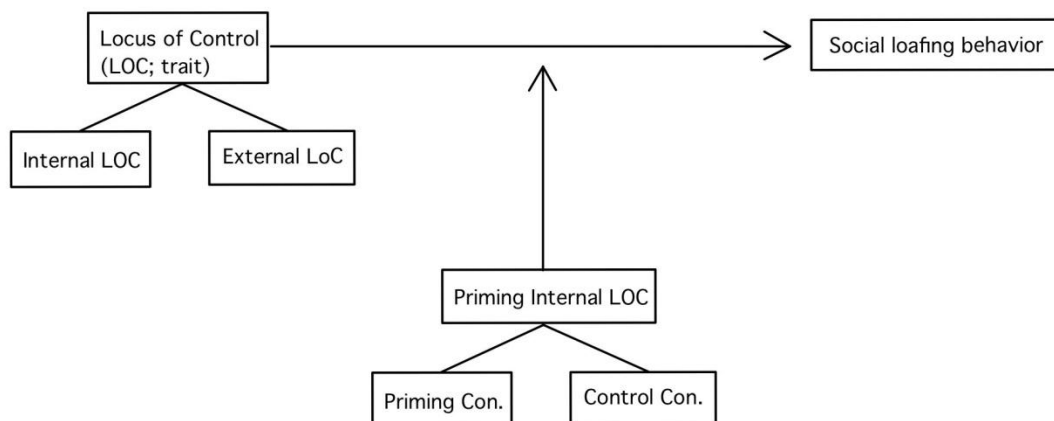 Locus of Control
(LOC; trait)
Social loafing behavior
Internal LOC
External LoC
Priming Internal LOC
Priming Con.
Control Con.